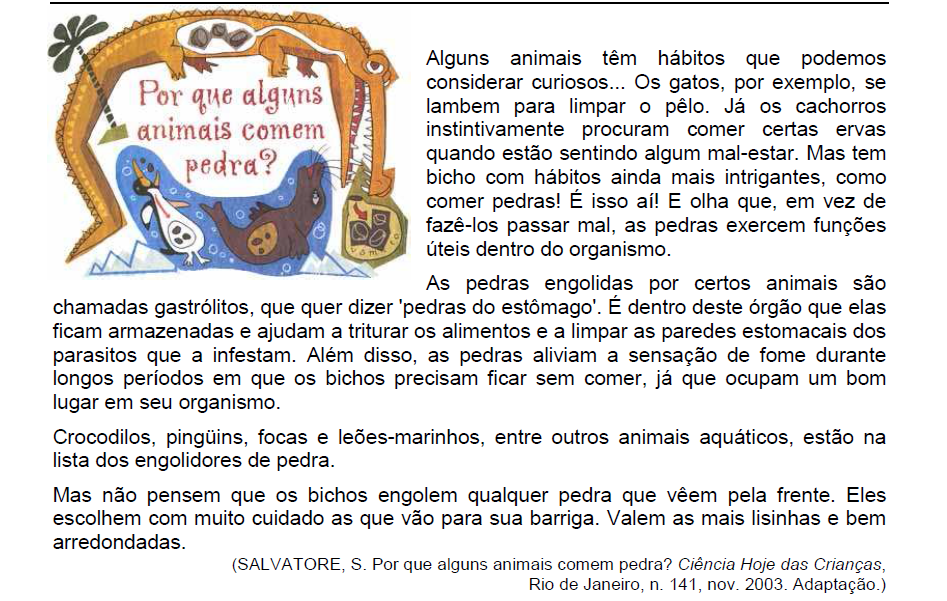 Por que alguns
animais comem
pedra?
Alguns animais têm hábitos que podemos
considerar curiosos... Os gatos, por exemplo, se
lambem para limpar o pêlo. Já os cachorros
instintivamente procuram comer certas ervas
quando estão sentindo algum mal-estar. Mas tem
bicho com hábitos ainda mais intrigantes, como
comer pedras! É isso aí! E olha que, em vez de
fazê-los passar mal, as pedras exercem funções
úteis dentro do organismo.
As pedras engolidas por certos animais são
chamadas gastrólitos, que quer dizer 'pedras do estômago'. É dentro deste órgão que elas
ficam armazenadas e ajudam a triturar os alimentos e a limpar as paredes estomacais dos
parasitos que a infestam. Além disso, as pedras aliviam a sensação de fome durante
longos períodos em que os bichos precisam ficar sem comer, já que ocupam um bom
lugar em seu organismo.
Crocodilos, pingüins, focas e leões-marinhos, entre outros animais aquáticos, estão na
lista dos engolidores de pedra.
Mas não pensem que os bichos engolem qualquer pedra que vêem pela frente. Eles
escolhem com muito cuidado as que vão para sua barriga. Valem as mais lisinhas e bem
arredondadas.
(SALVATORE, S. Por que alguns animais comem pedra? Ciência Hoje das Crianças,
Rio de Janeiro, n. 141, nov. 2003. Adaptação.)